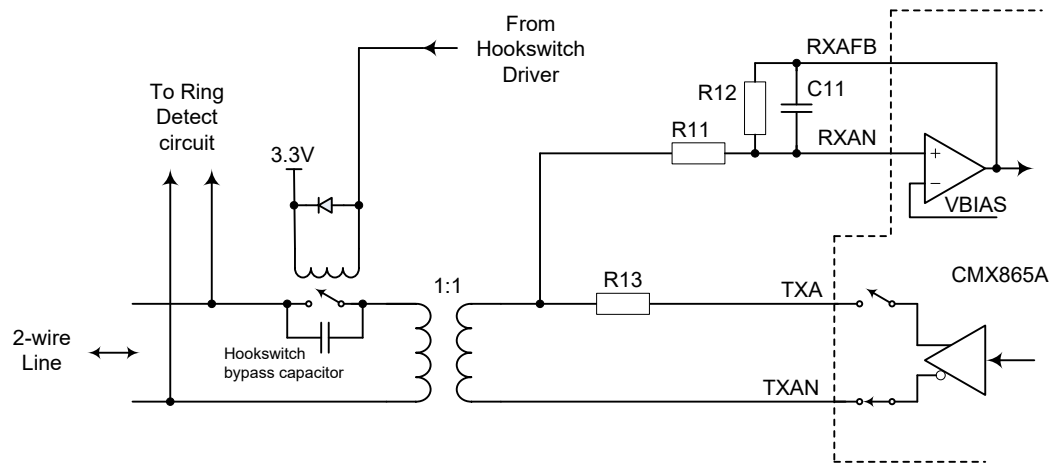 From
Hookswitch
Driver
To Ring
Detect
circuit
3.3V
RXAFB
R12
C11
R11
RXAN
+
−
VBIAS
CMX865A
1:1
R13
TXA
2-wire
Line
Hookswitch
bypass capacitor
TXAN